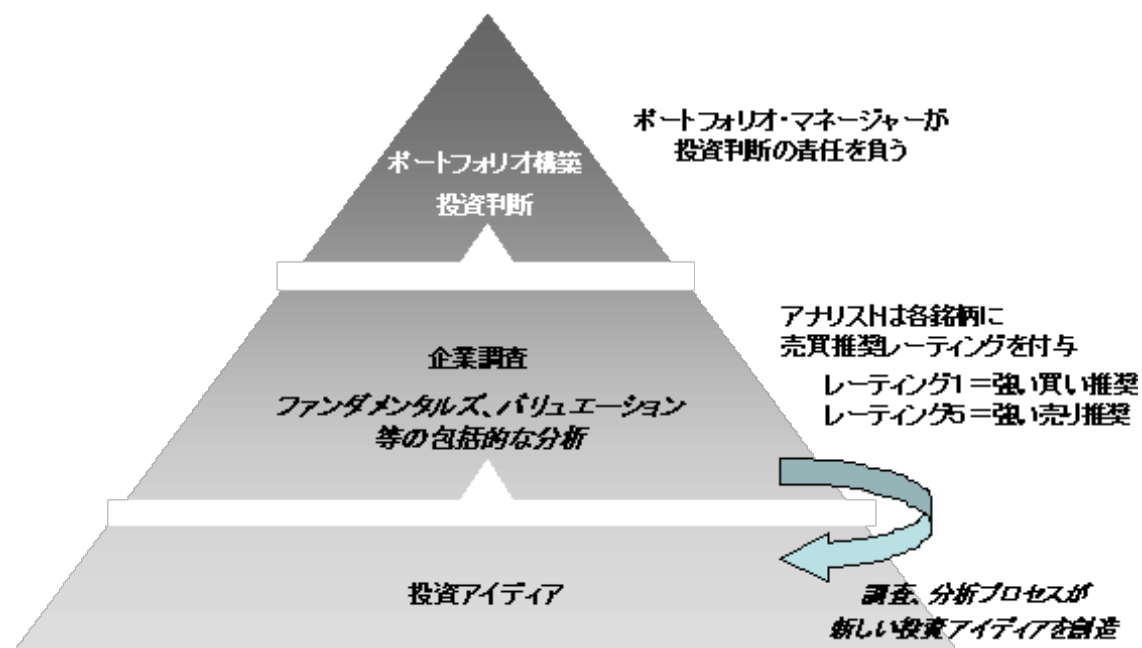 ポートフォリオ・マネージャーが
投資判断の責任を負う
ポートフォリオ構築
投資判断
アナリストは各銘柄に
売買推奨レーティングを付与
レーティング1=強い買い推奨
レーティング5=強い売り推奨
企業調査
ファンダメンタルズ、バリュエーション
等の包括的な分析
投資アイディア
調査、分析プロセスが
新しい投資アイディアを創造